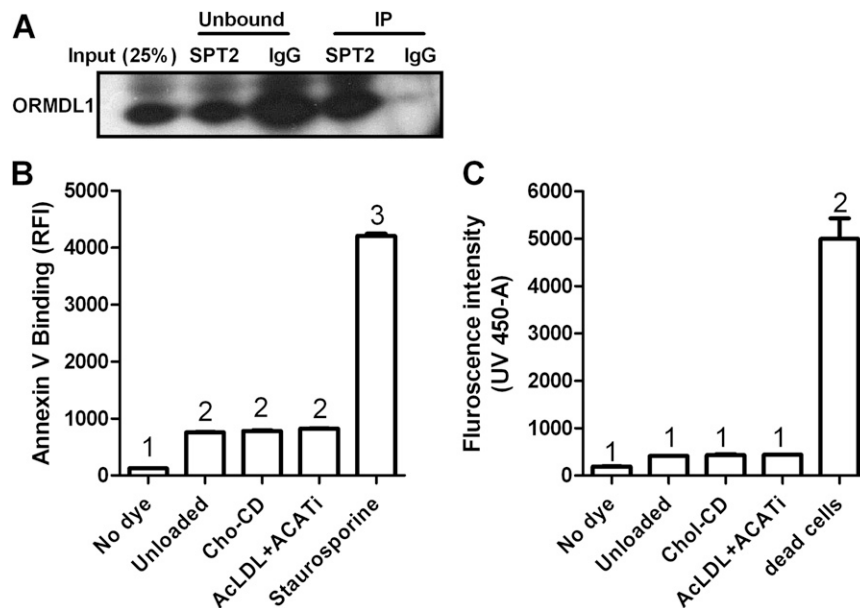 A
Unbound IP
Input (25%) SPT2 IgG SPT2 IgG
ORMDL1
B
Annexin V Binding (RFI)
5000
4000
3000
2000
1000
0
1
2
2
2
3
No dye
Unloaded
Cho-CD
AcLDL+ACATi
Staurosporine
C
Fluroscence intensity
(UV 450-A)
6000
5000
4000
3000
2000
1000
0
1
1
1
1
2
No dye
Unloaded
Chol-CD
AcLDL+ACATi
dead cells